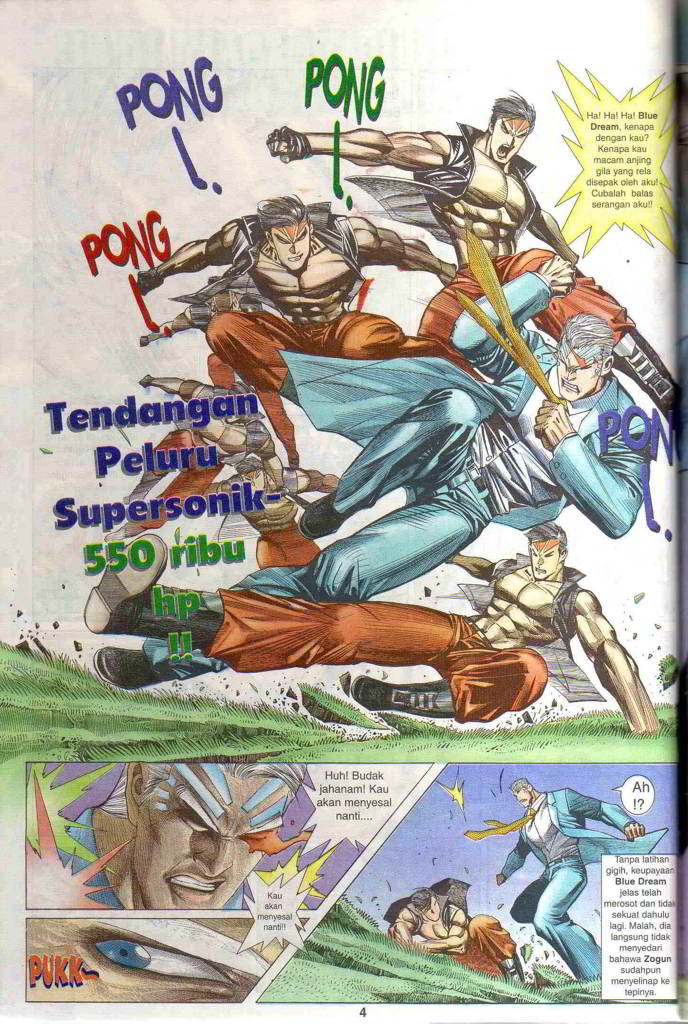 PONG!
PONG!
Ha! Ha! Ha! Blue
Dream, kenapa
dengan kau?
Kenapa kau
macam anjing
gila yang rela
disepak oleh aku!
Cubalah balas
serangan aku!!
PONG!
Tendangan
Peluru
Supersonik-
550 ribu
hp
!!
PON!
Huh! Budak
jahanam! Kau
akan menyesal
nanti....
Kau
akan
menyesal
nanti!!
PUKK~
Ah
!?
Tanpa latihan
gigih, keupayaan
Blue Dream
jelas telah
merosot dan tidak
sekuat dahulu
lagi. Malah, dia
langsung tidak
menyedari
bahawa Zogun
sudahpun
menyelinap ke
tepinya.
4